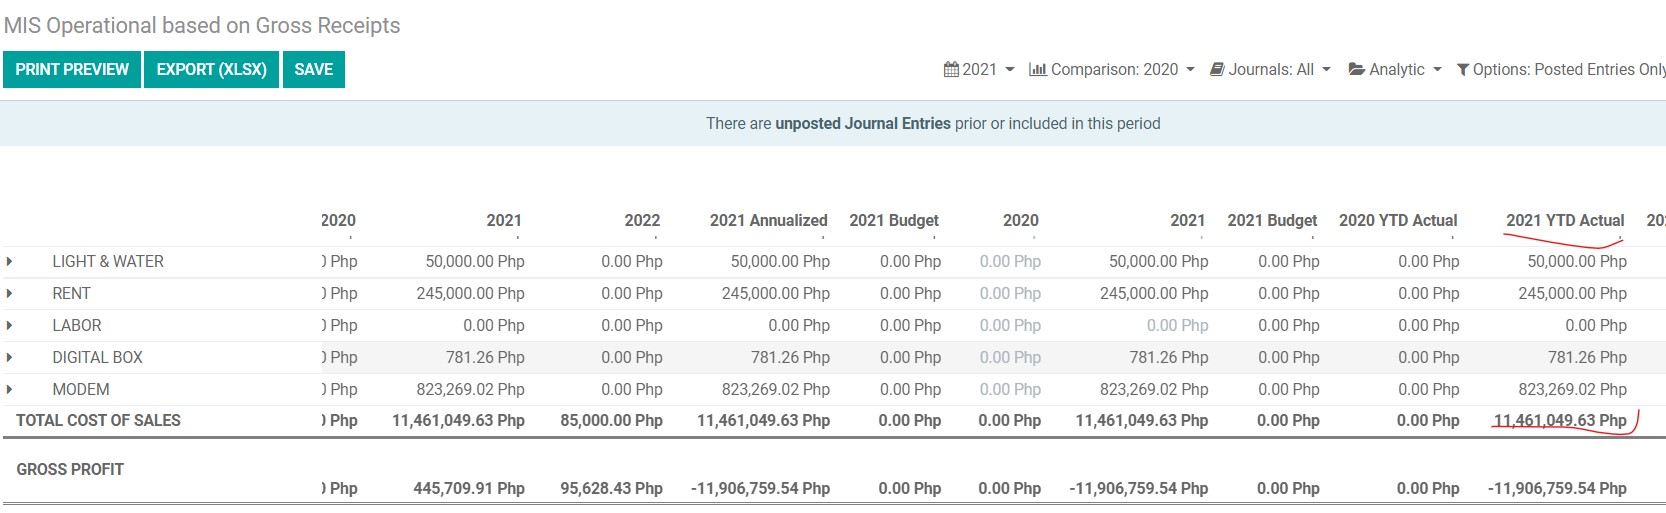 MIS Operational based on Gross Receipts
PRINT PREVIEW EXPORT (XLSX) SAVE 2021 Comparison: 2020 Journals: All Analytic Options: Posted Entries Only
There are unposted Journal Entries prior or included in this period
2020 2021 2022 2021 Annualized 2021 Budget 2020 2021 2021 Budget 2020 YTD Actual 2021 YTD Actual 20
LIGHT & WATER Php 50,000.00 Php 0.00 Php 50,000.00 Php 0.00 Php 0.00 Php 50,000.00 Php 0.00 Php 0.00 Php 50,000.00 Php
RENT Php 245,000.00 Php 0.00 Php 245,000.00 Php 0.00 Php 0.00 Php 245,000.00 Php 0.00 Php 0.00 Php 245,000.00 Php
LABOR Php 0.00 Php 0.00 Php 0.00 Php 0.00 Php 0.00 Php 0.00 Php 0.00 Php 0.00 Php 0.00 Php
DIGITAL BOX Php 781.26 Php 0.00 Php 781.26 Php 0.00 Php 0.00 Php 781.26 Php 0.00 Php 0.00 Php 781.26 Php
MODEM Php 823,269.02 Php 0.00 Php 823,269.02 Php 0.00 Php 0.00 Php 823,269.02 Php 0.00 Php 0.00 Php 823,269.02 Php
TOTAL COST OF SALES Php 11,461,049.63 Php 85,000.00 Php 11,461,049.63 Php 0.00 Php 0.00 Php 11,461,049.63 Php 0.00 Php 0.00 Php 11,461,049.63 Php
GROSS PROFIT
Php 445,709.91 Php 95,628.43 Php -11,906,759.54 Php 0.00 Php 0.00 Php -11,906,759.54 Php 0.00 Php 0.00 Php -11,906,759.54 Php